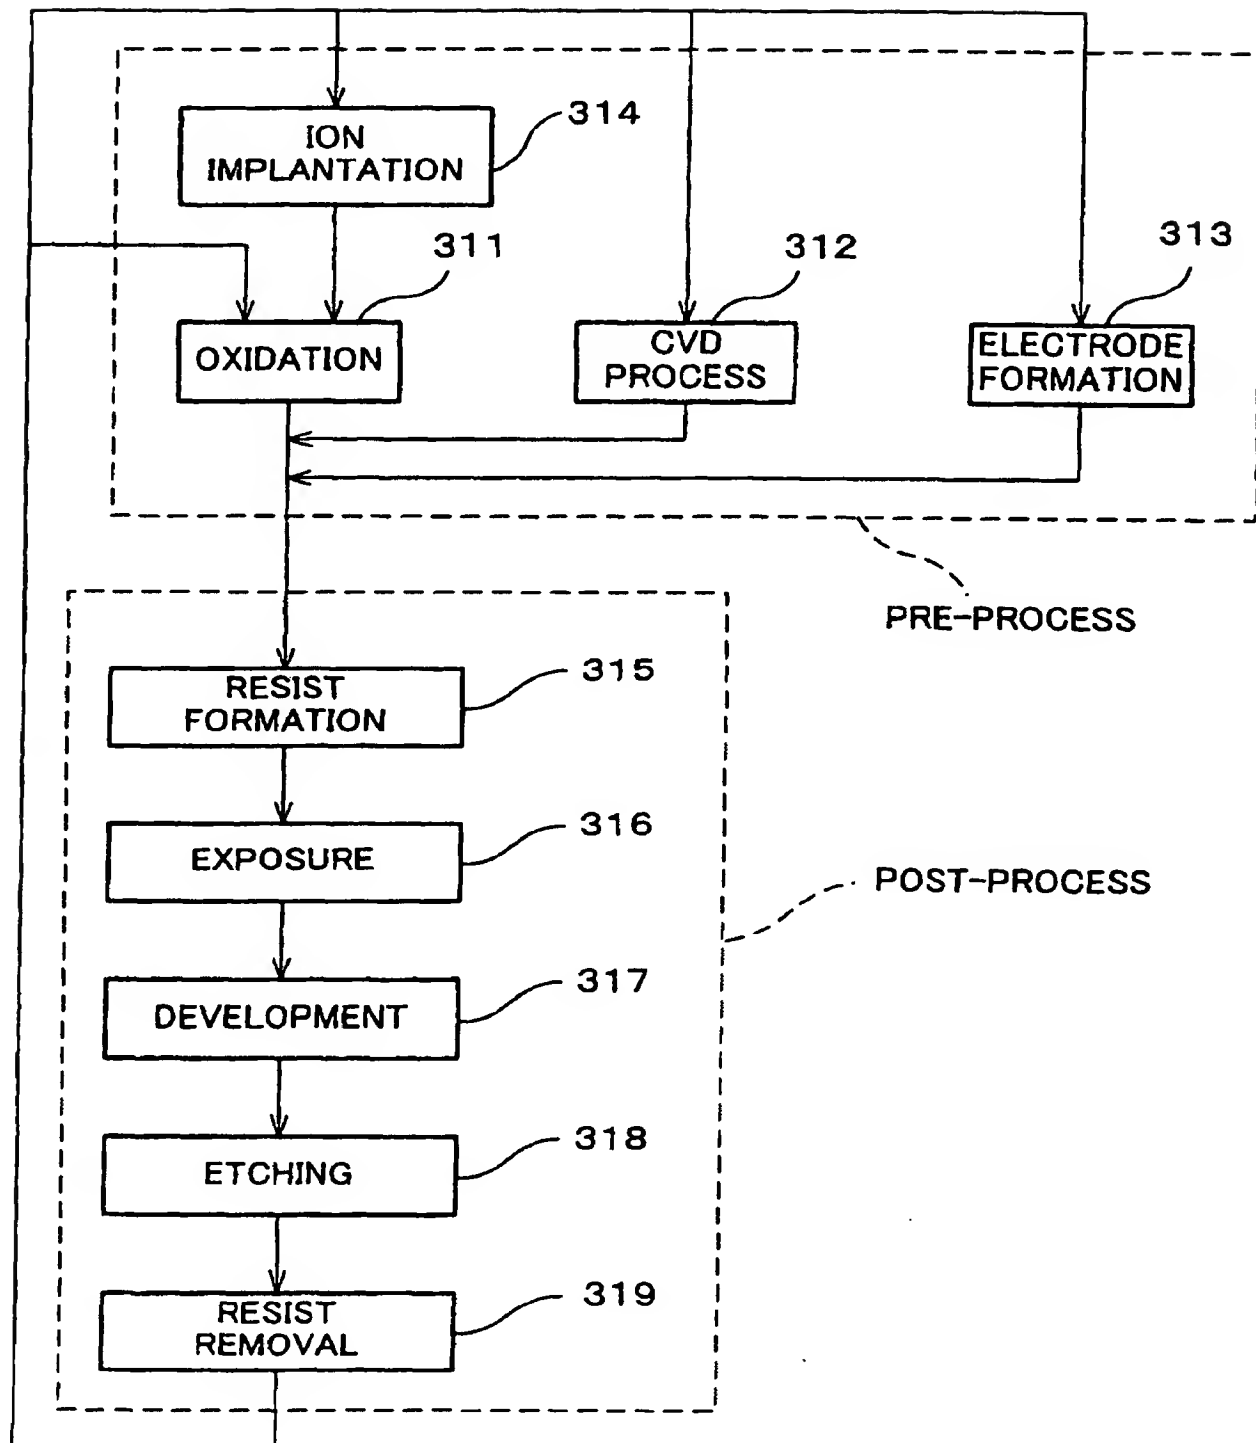 314
ION
IMPLANTATION
311
312
313
OXIDATION
CVD
PROCESS
ELECTRODE
FORMATION
PRE-PROCESS
315
RESIST
FORMATION
316
EXPOSURE
POST-PROCESS
317
DEVELOPMENT
318
ETCHING
319
RESIST
REMOVAL